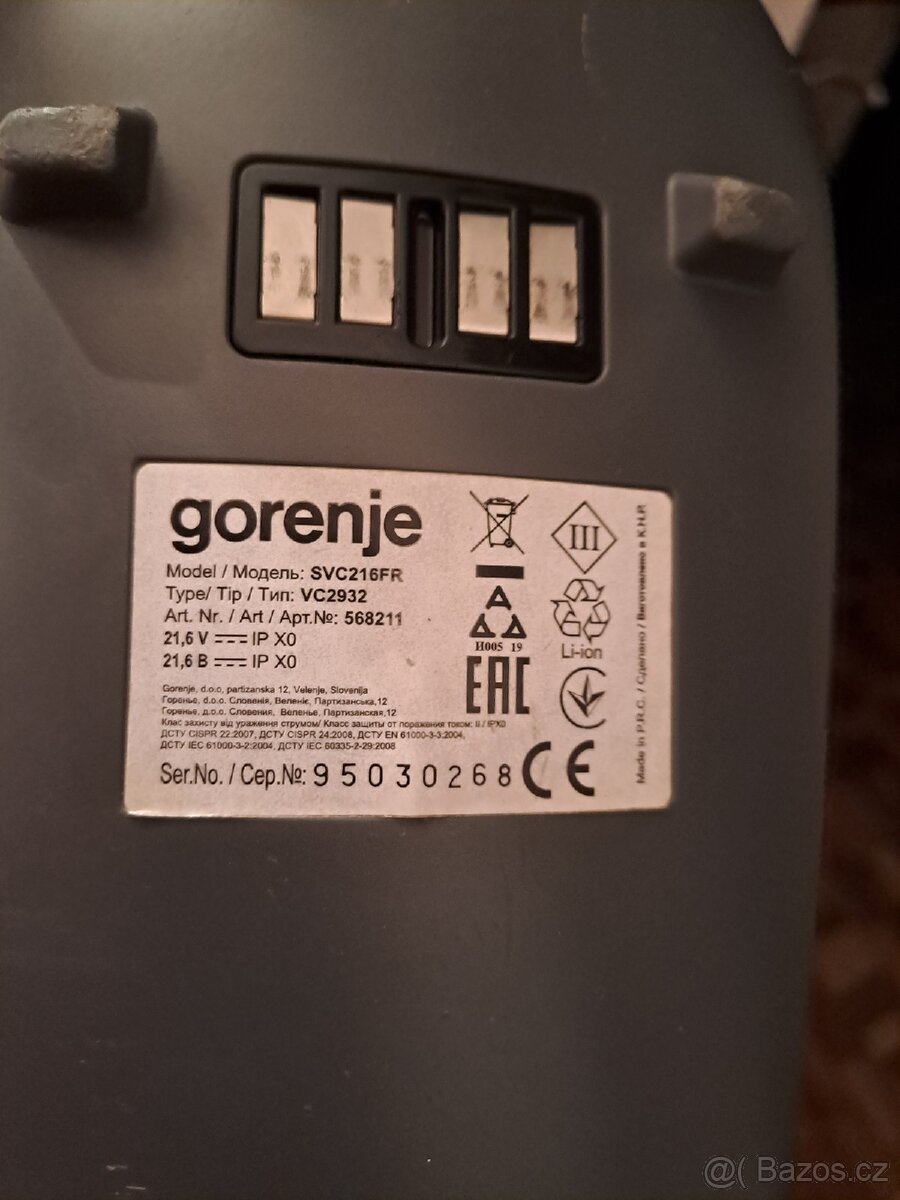 gorenje
Model / Модель: SVC216FR
Type/ Tip / Тип: VC2932
Art. Nr. / Art / Арт.№: 568211
21,6 V IP X0
21,6 В IP X0
Gorenje, d.o.o, partizanska 12, Velenje, Slovenija
Горенье, d.o.o. Словенія, Веленіє, Партизанська,12
Горенье, д.о.о. Словения, Веленье, Партизанская,12
Клас захисту від ураження струмом/ Класс защиты от поражения током: II / IPX0
ДСТУ CISPR 22:2007, ДСТУ CISPR 24:2008, ДСТУ EN 61000-3-3:2004,
ДСТУ IEC 61000-3-2:2004, ДСТУ IEC 60335-2-29:2008
Ser.No. / Сер.№: 95030268
III
A
H005 19
Li-ion
EAC
CE
Made in P.R.C. / Сделано / Виготовлено в К.Н.Р.
@( Bazos.cz